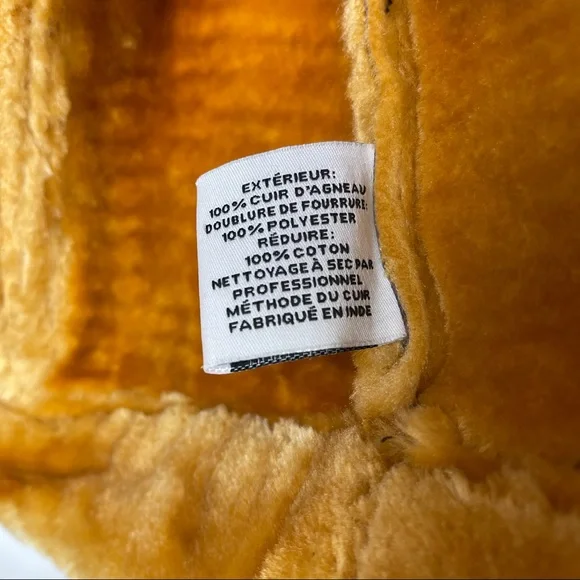 EXTÉRIEUR:
100% CUIR D'AGNEAU
DOUBLURE DE FOURRURE:
100% POLYESTER
RÉDUIRE:
100% COTON
NETTOYAGE À SEC PAR
PROFESSIONNEL
MÉTHODE DU CUIR
FABRIQUÉ EN INDE